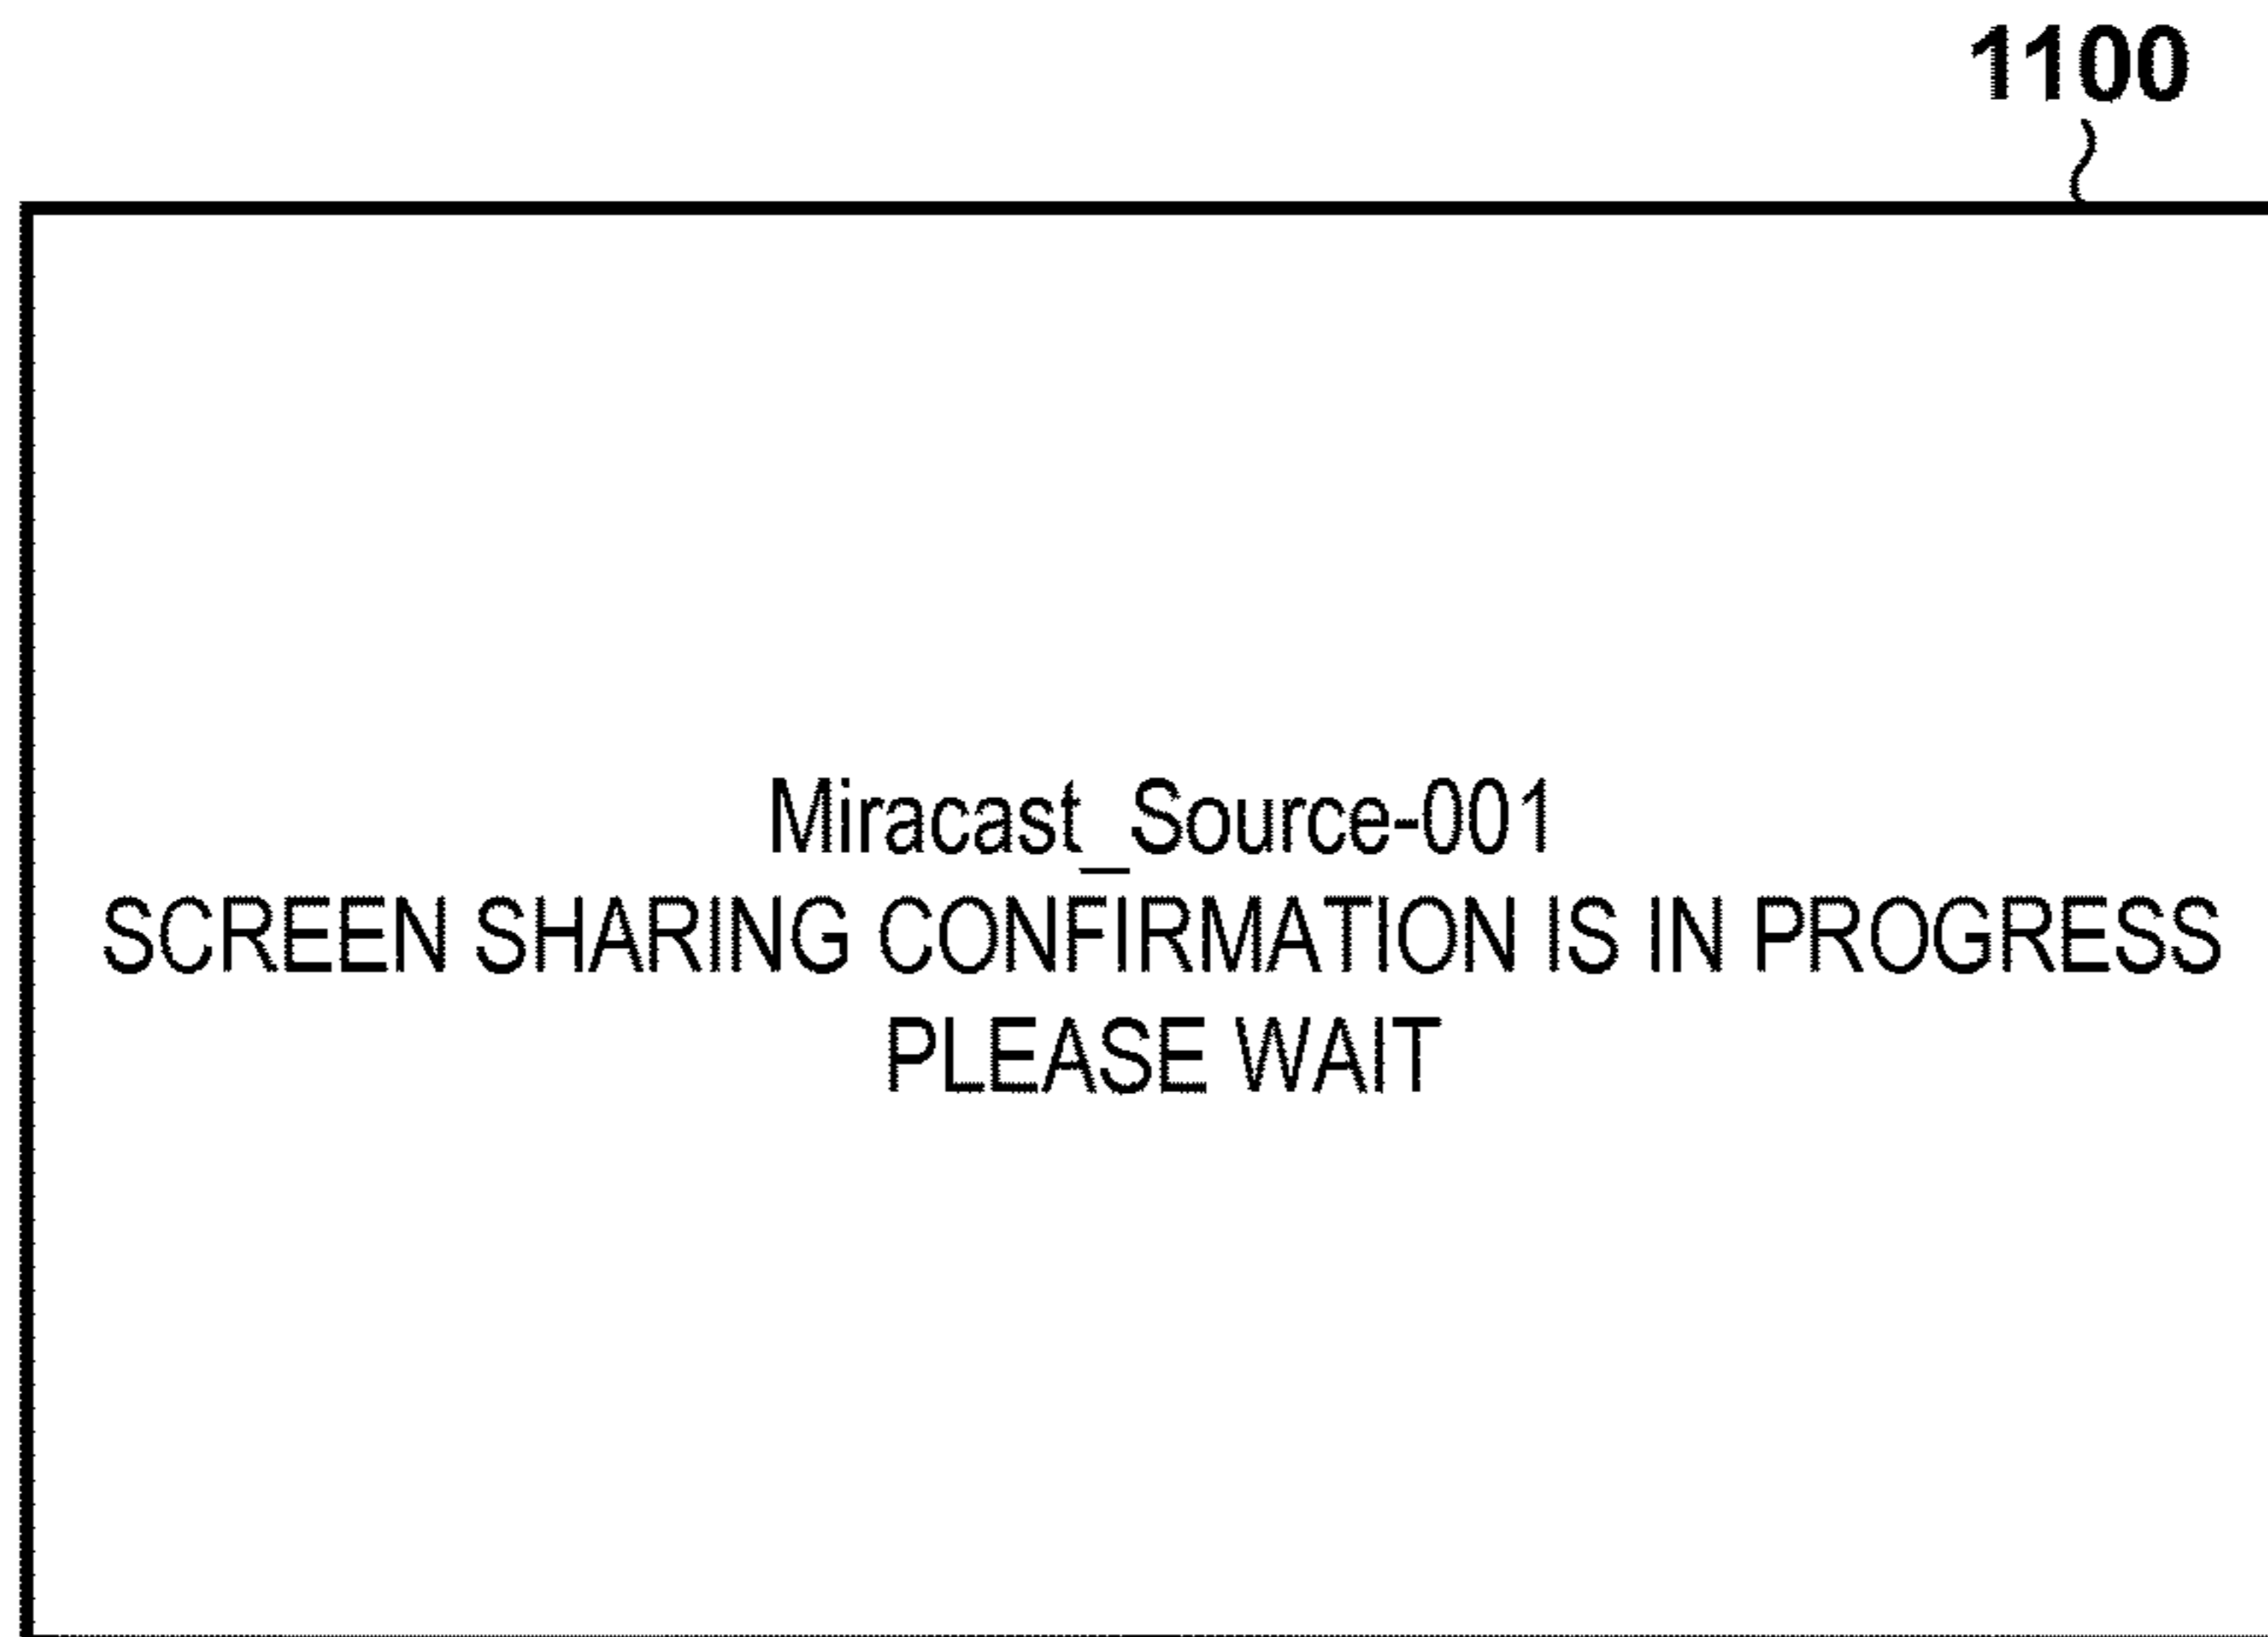 1100
Miracast_Source-001
SCREEN SHARING CONFIRMATION IS IN PROGRESS
PLEASE WAIT